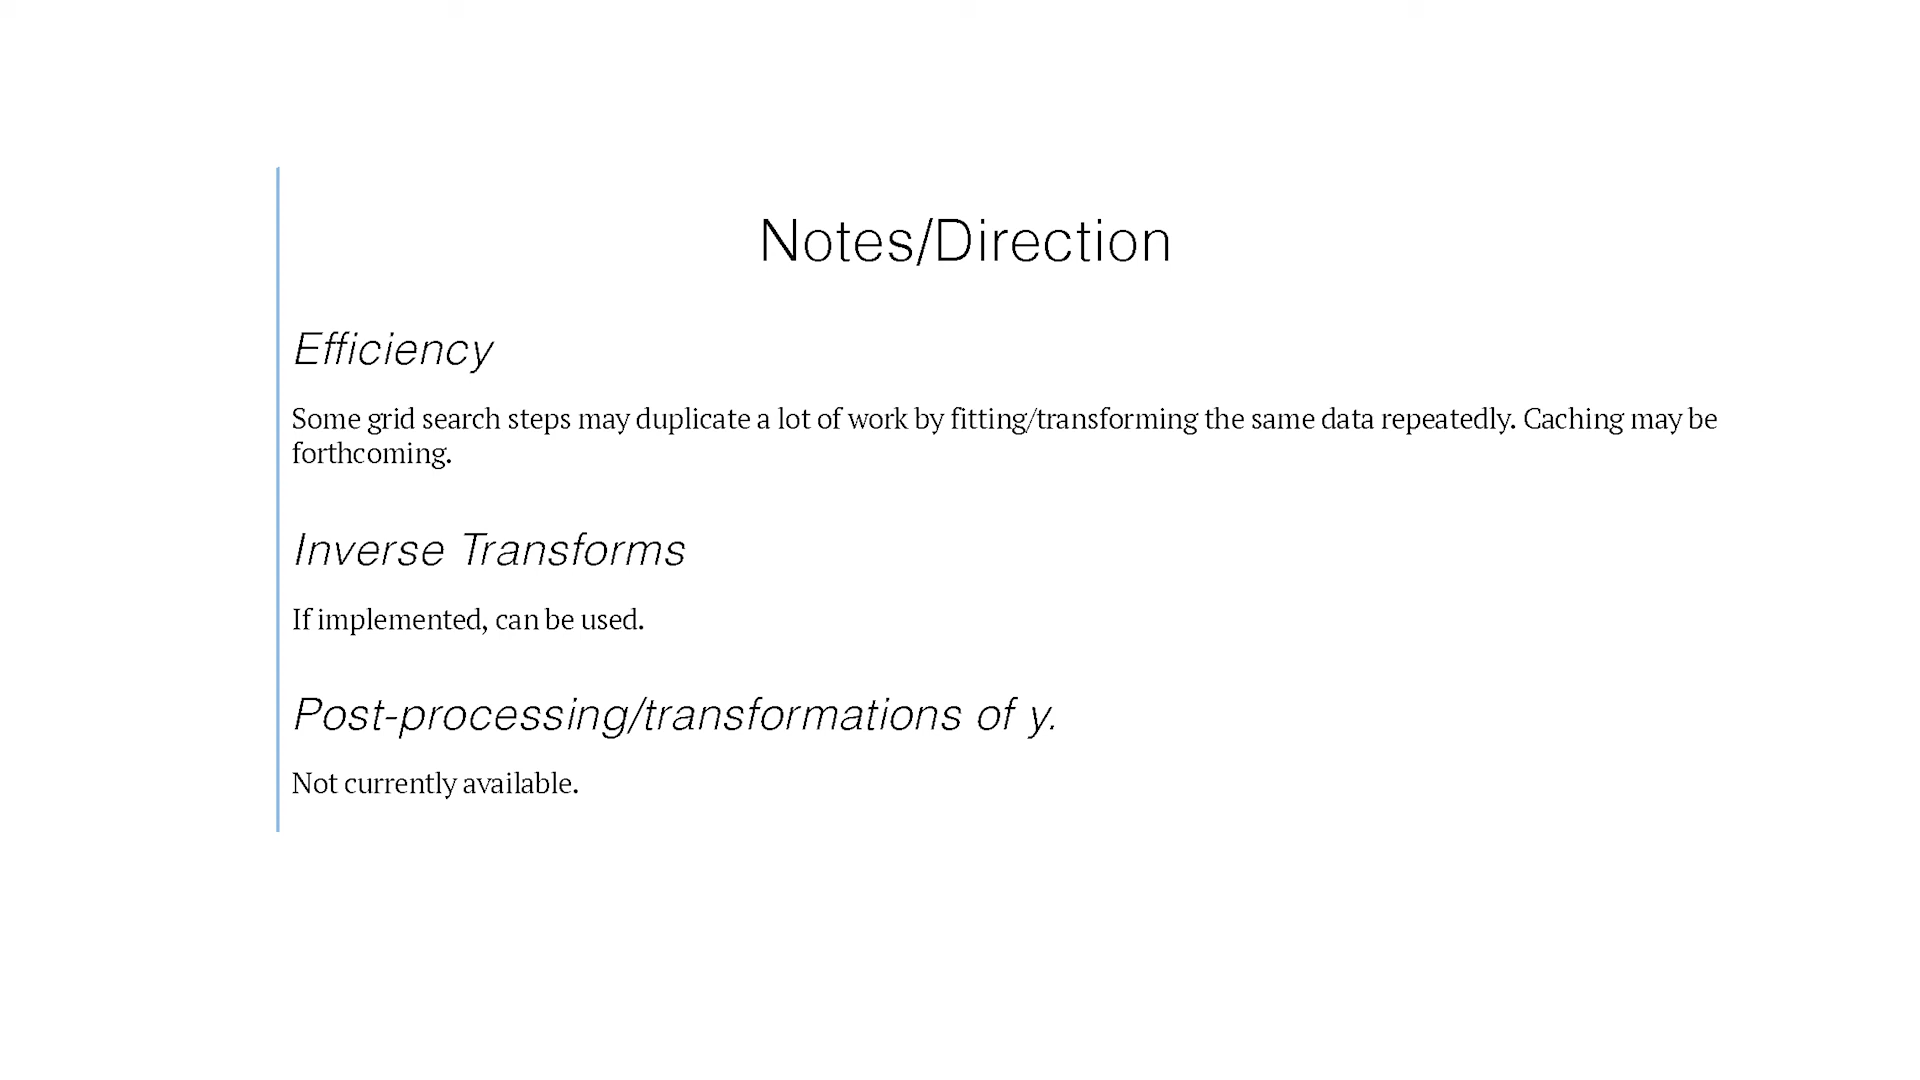 Notes/Direction
Efficiency
Some grid search steps may duplicate a lot of work by fitting/transforming the same data repeatedly. Caching may be
forthcoming.
Inverse Transforms
If implemented, can be used.
Post-processing/transformations of y.
Not currently available.